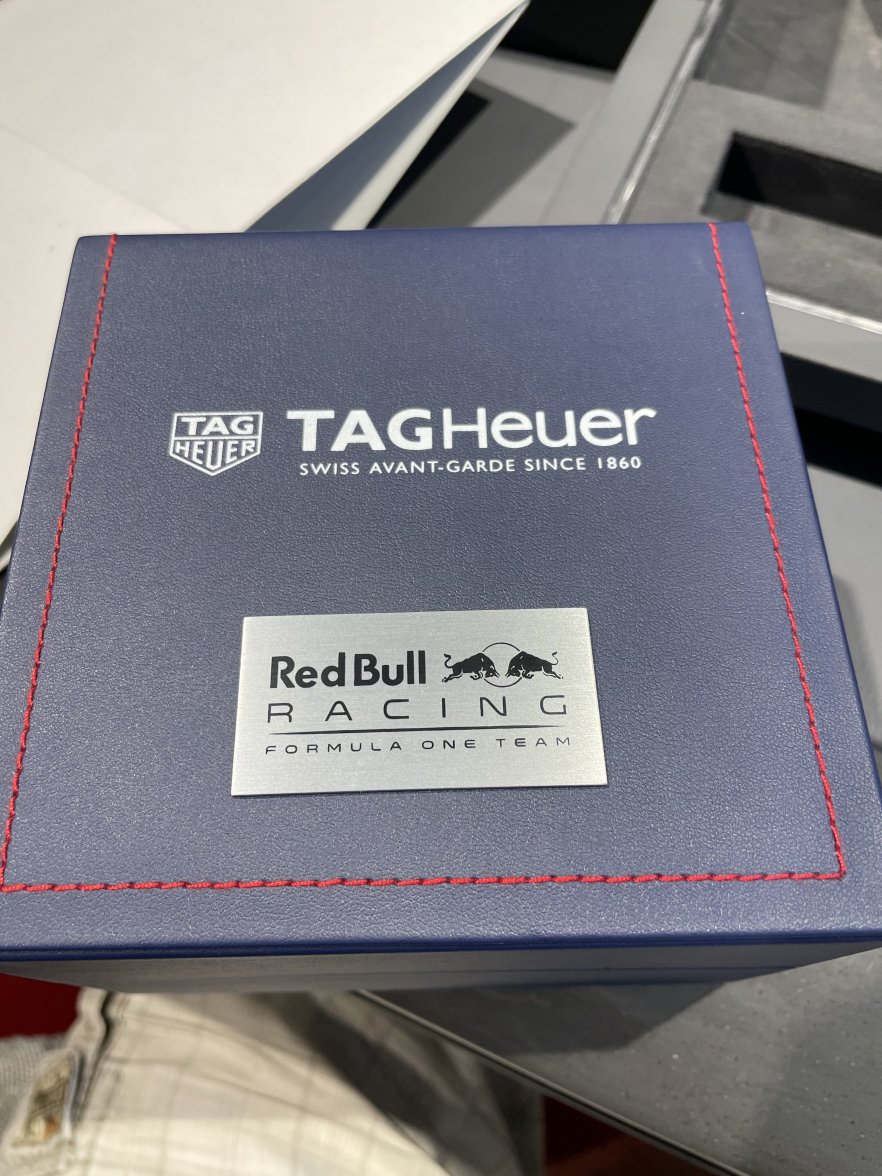 TAG
HEUER
TAGHeuer
SWISS AVANT-GARDE SINCE 1860
Red Bull
RACING
FORMULA ONE TEAM